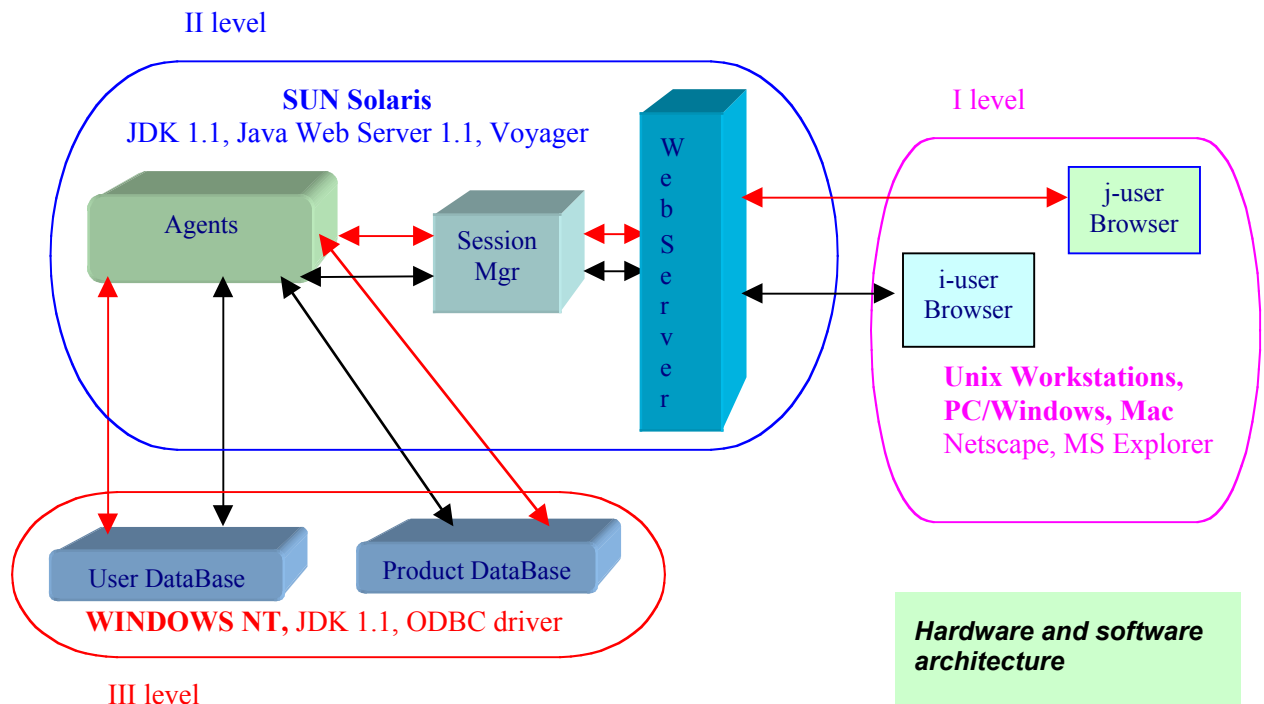 II level
SUN Solaris
JDK 1.1, Java Web Server 1.1, Voyager
Agents
Session
Mgr
W
e
b
S
e
r
v
e
r
I level
j-user
Browser
i-user
Browser
Unix Workstations,
PC/Windows, Mac
Netscape, MS Explorer
User DataBase
Product DataBase
WINDOWS NT, JDK 1.1, ODBC driver
III level
Hardware and software
architecture